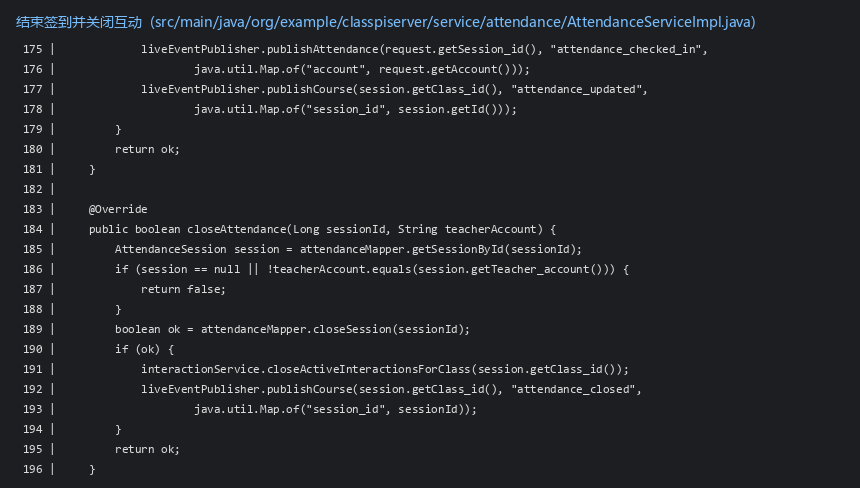 结束签到并关闭互动 (src/main/java/org/example/classpiserver/service/attendance/AttendanceServiceImpl.java)
175 |             liveEventPublisher.publishAttendance(request.getSession_id(), "attendance_checked_in",
176 |                     java.util.Map.of("account", request.getAccount()));
177 |             liveEventPublisher.publishCourse(session.getClass_id(), "attendance_updated",
178 |                     java.util.Map.of("session_id", session.getId()));
179 |         }
180 |         return ok;
181 |     }
182 |
183 |     @Override
184 |     public boolean closeAttendance(Long sessionId, String teacherAccount) {
185 |         AttendanceSession session = attendanceMapper.getSessionById(sessionId);
186 |         if (session == null || !teacherAccount.equals(session.getTeacher_account())) {
187 |             return false;
188 |         }
189 |         boolean ok = attendanceMapper.closeSession(sessionId);
190 |         if (ok) {
191 |             interactionService.closeActiveInteractionsForClass(session.getClass_id());
192 |             liveEventPublisher.publishCourse(session.getClass_id(), "attendance_closed",
193 |                     java.util.Map.of("session_id", sessionId));
194 |         }
195 |         return ok;
196 |     }